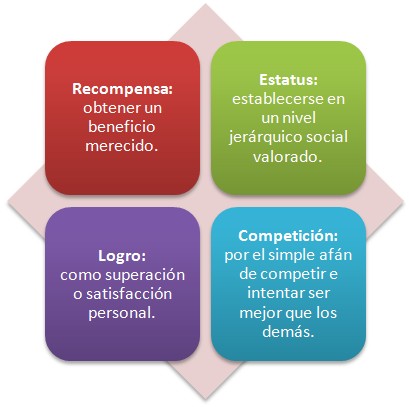 Recompensa:
obtener un
beneficio
merecido.
Estatus:
establecerse en
un nivel
jerárquico social
valorado.
Logro:
como superación
o satisfacción
personal.
Competición:
por el simple afán
de competir e
intentar ser
mejor que los
demás.